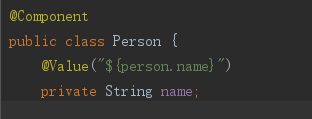 @Component
public class Person {
    @Value("${person.name}")
    private String name;